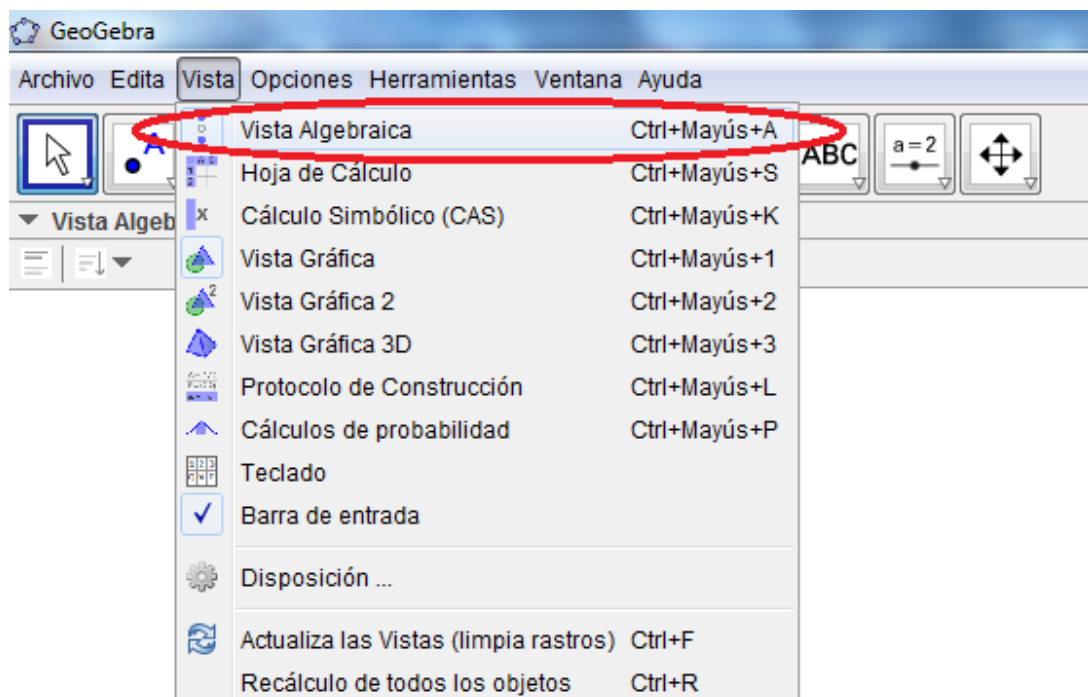 GeoGebra
Archivo Edita Vista Opciones Herramientas Ventana Ayuda
Vista Algebraica Ctrl+Mayús+A
ABC
a=2
Hoja de Cálculo Ctrl+Mayús+S
Cálculo Simbólico (CAS) Ctrl+Mayús+K
Vista Algeb
Vista Gráfica Ctrl+Mayús+1
Vista Gráfica 2 Ctrl+Mayús+2
Vista Gráfica 3D Ctrl+Mayús+3
Protocolo de Construcción Ctrl+Mayús+L
Cálculos de probabilidad Ctrl+Mayús+P
Teclado
Barra de entrada
Disposición ...
Actualiza las Vistas (limpia rastros) Ctrl+F
Recálculo de todos los objetos Ctrl+R